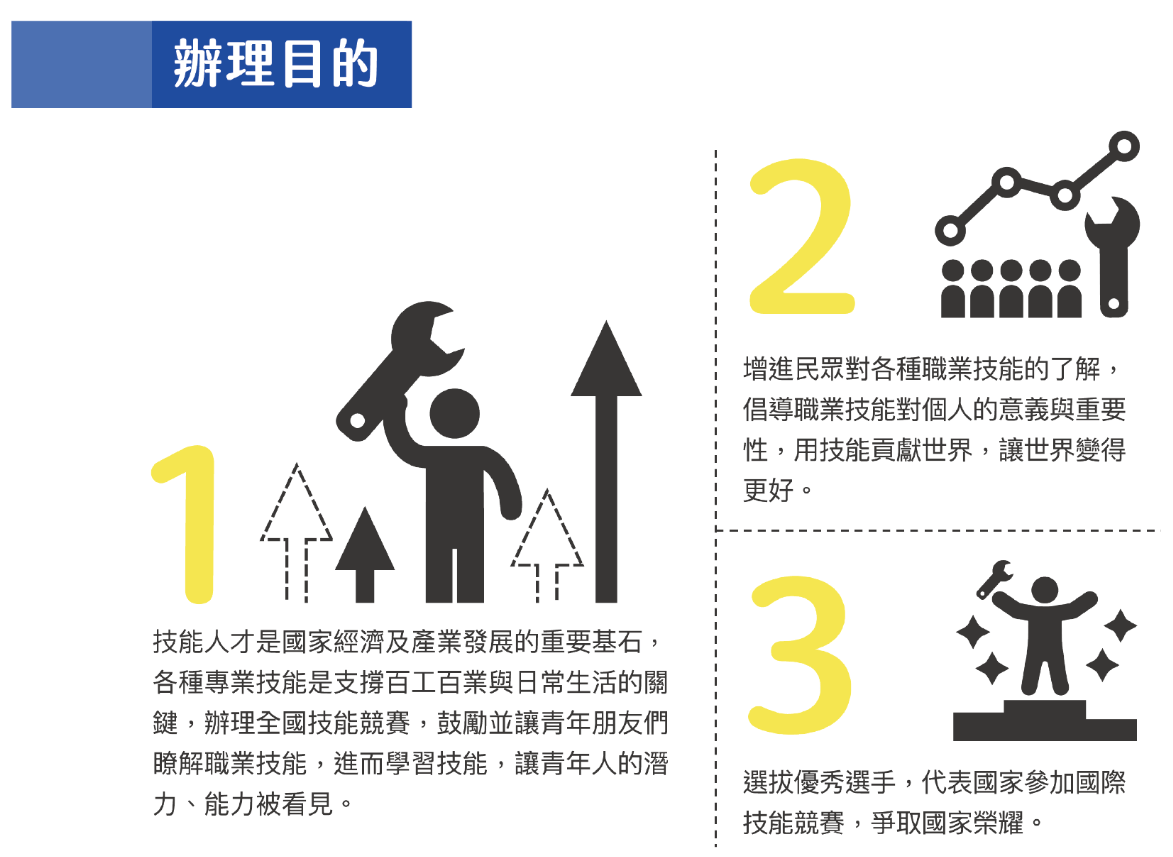 辦理目的
1
技能人才是國家經濟及產業發展的重要基石，
各種專業技能是支撐百工百業與日常生活的關
鍵，辦理全國技能競賽，鼓勵並讓青年朋友們
瞭解職業技能，進而學習技能，讓青年人的潛
力、能力被看見。
2
增進民眾對各種職業技能的了解，
倡導職業技能對個人的意義與重要
性，用技能貢獻世界，讓世界變得
更好。
3
選拔優秀選手，代表國家參加國際
技能競賽，爭取國家榮耀。